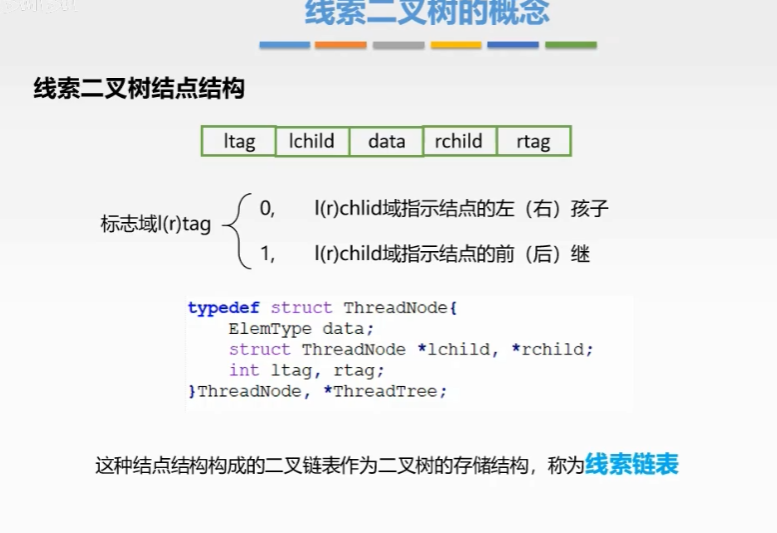 线索二叉树的概念
线索二叉树结点结构
ltag lchild data rchild rtag
标志域l(r)tag
0, l(r)chlid域指示结点的左（右）孩子
1, l(r)child域指示结点的前（后）继
typedef struct ThreadNode{
ElemType data;
struct ThreadNode *lchild, *rchild;
int ltag, rtag;
}ThreadNode, *ThreadTree;
这种结点结构构成的二叉链表作为二叉树的存储结构，称为线索链表